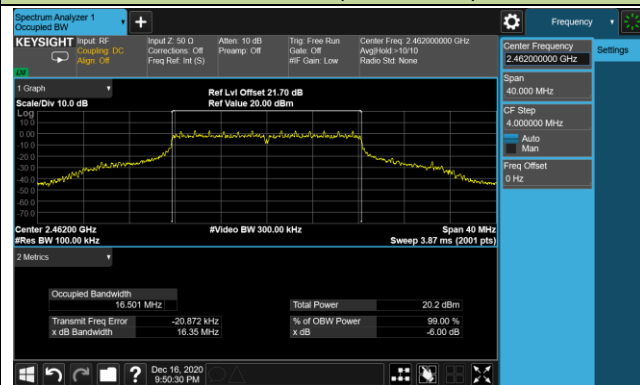 Spectrum Analyzer 1
Occupied BW
Frequency
KEYSIGHT
Input: RF
Coupling: DC
Align: Off
Input Z: 50 Ω
Corrections: Off
Freq Ref: Int (S)
Atten: 10 dB
Preamp: Off
Trig: Free Run
Gate: Off
#IF Gain: Low
Center Freq: 2.462000000 GHz
Avg|Hold:>10/10
Radio Std: None
Center Frequency
2.462000000 GHz
Settings
Span
40.000 MHz
CF Step
4.000000 MHz
Auto
Man
Freq Offset
0 Hz
1 Graph
Scale/Div 10.0 dB
Ref Lvl Offset 21.70 dB
Ref Value 20.00 dBm
Log
10.0
0.00
-10.0
-20.0
-30.0
-40.0
-50.0
-60.0
-70.0
Center 2.46200 GHz
#Video BW 300.00 kHz
Span 40 MHz
#Res BW 100.00 kHz
Sweep 3.87 ms (2001 pts)
2 Metrics
Occupied Bandwidth
16.501 MHz
Total Power 20.2 dBm
Transmit Freq Error -20.872 kHz
% of OBW Power 99.00 %
x dB Bandwidth 16.35 MHz
x dB -6.00 dB
?
Dec 16, 2020
9:50:30 PM